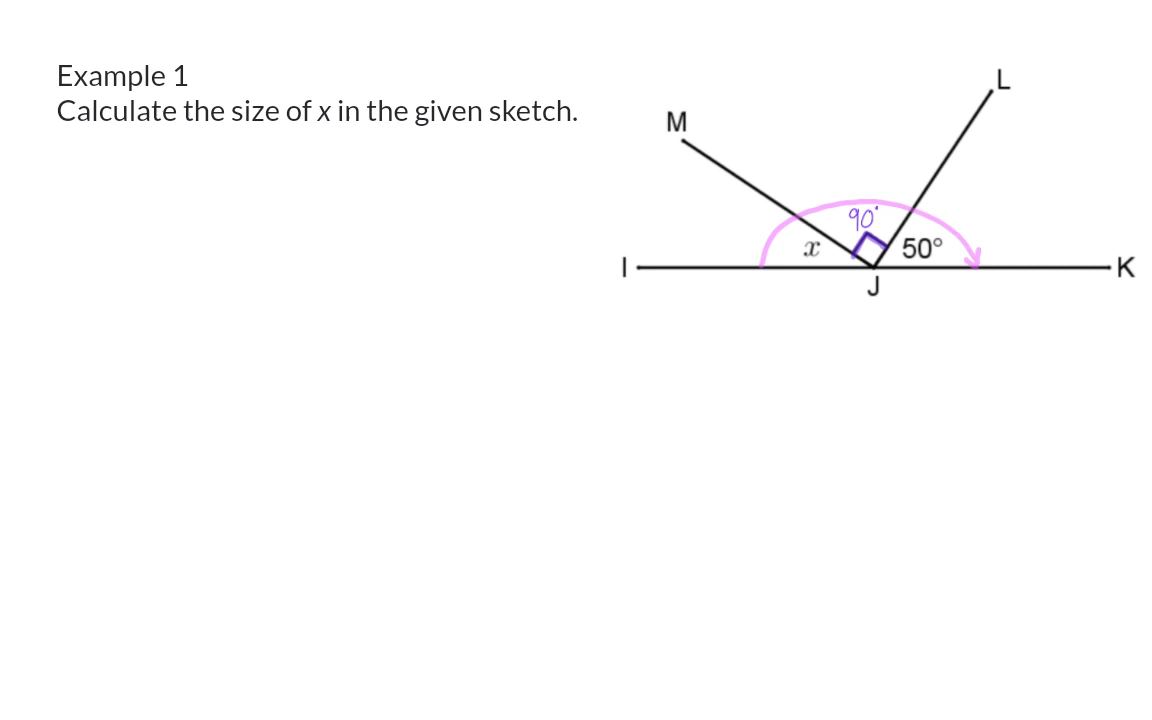 Example 1
Calculate the size of x in the given sketch.
L
M
90°
x
50°
I
K
J